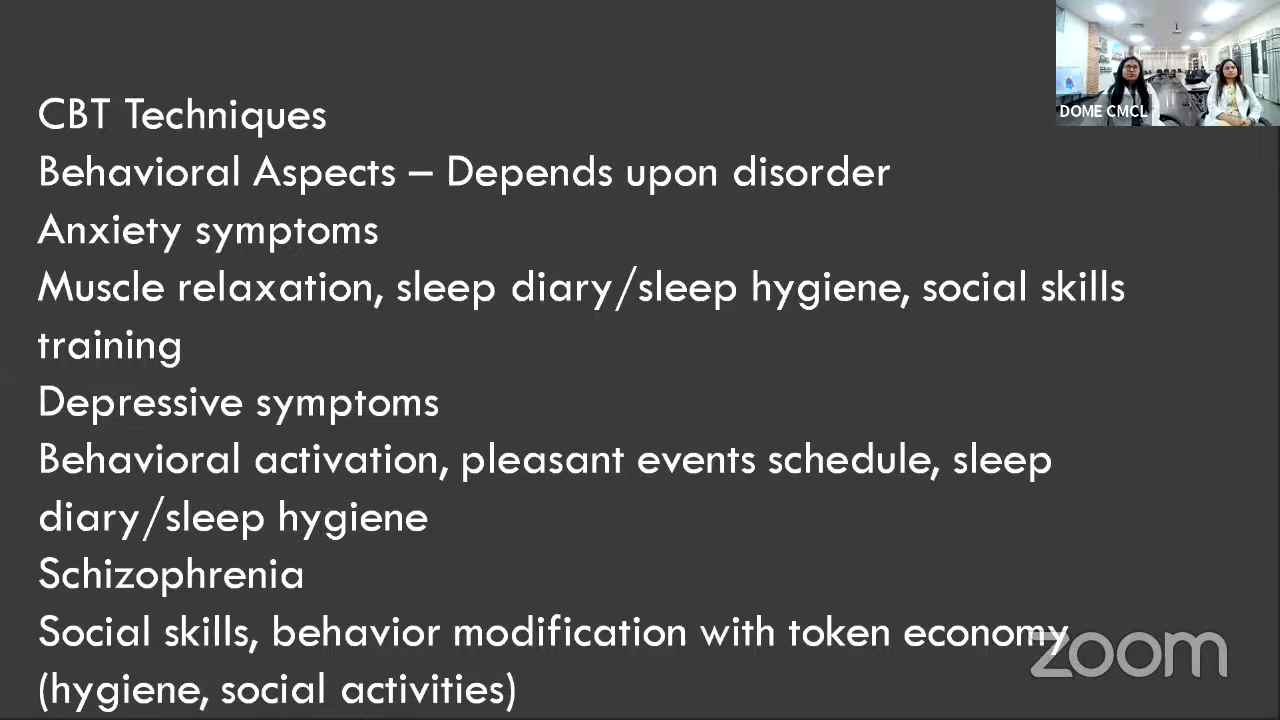 CBT Techniques
Behavioral Aspects – Depends upon disorder
Anxiety symptoms
Muscle relaxation, sleep diary/sleep hygiene, social skills
training
Depressive symptoms
Behavioral activation, pleasant events schedule, sleep
diary/sleep hygiene
Schizophrenia
Social skills, behavior modification with token economy
(hygiene, social activities)
DOME CMCL
zoom